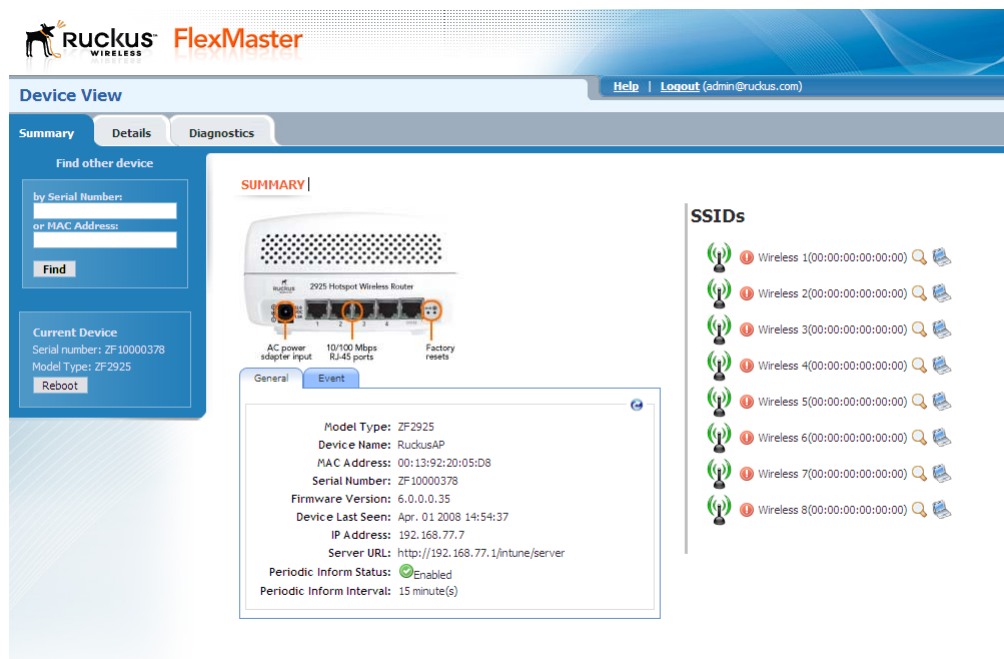 Ruckus WIRELESS FlexMaster
Device View
Help | Logout (admin@ruckus.com)
Summary Details Diagnostics
Find other device
by Serial Number:
or MAC Address:
Find
Current Device
Serial number: ZF10000378
Model Type: ZF2925
Reboot
SUMMARY
Ruckus 2925 Hotspot Wireless Router
1 2 3 4
AC power adapter input
10/100 Mbps RJ-45 ports
Factory resets
General Event
Model Type: ZF2925
Device Name: RuckusAP
MAC Address: 00:13:92:20:05:D8
Serial Number: ZF10000378
Firmware Version: 6.0.0.0.35
Device Last Seen: Apr. 01 2008 14:54:37
IP Address: 192.168.77.7
Server URL: http://192.168.77.1/intune/server
Periodic Inform Status: Enabled
Periodic Inform Interval: 15 minute(s)
SSIDs
Wireless 1(00:00:00:00:00:00)
Wireless 2(00:00:00:00:00:00)
Wireless 3(00:00:00:00:00:00)
Wireless 4(00:00:00:00:00:00)
Wireless 5(00:00:00:00:00:00)
Wireless 6(00:00:00:00:00:00)
Wireless 7(00:00:00:00:00:00)
Wireless 8(00:00:00:00:00:00)